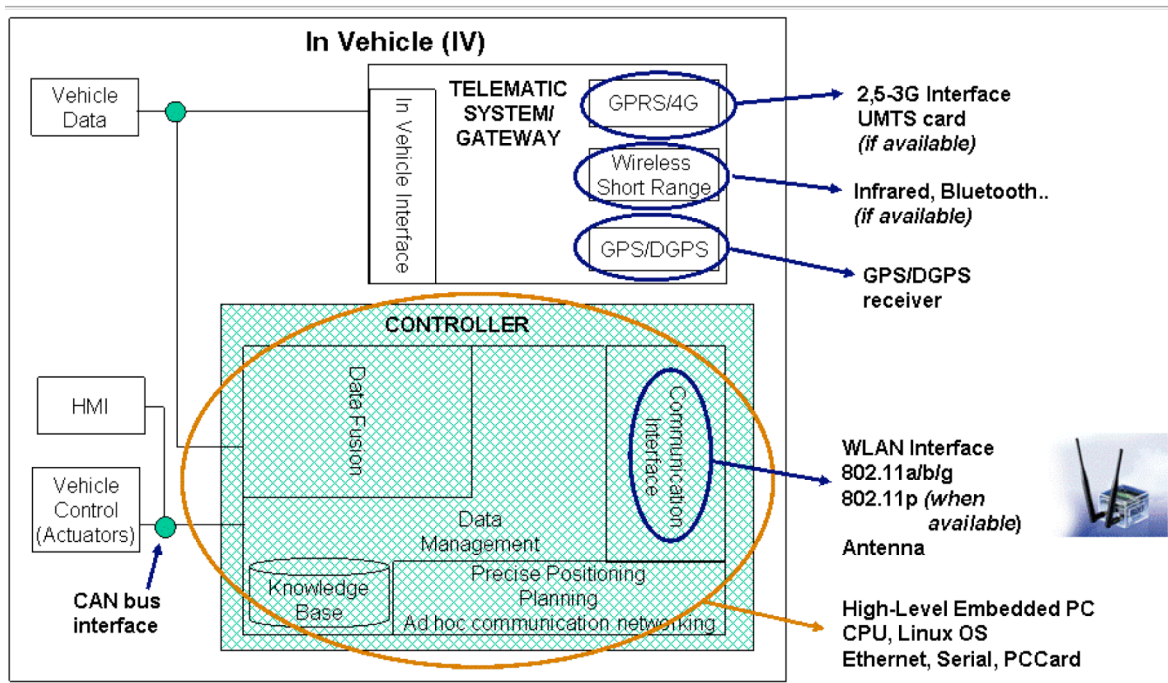 In Vehicle (IV)
Vehicle
Data
In Vehicle Interface
TELEMATIC
SYSTEM/
GATEWAY
GPRS/4G
Wireless
Short Range
GPS/DGPS
2,5-3G Interface
UMTS card
(if available)
Infrared, Bluetooth..
(if available)
GPS/DGPS
receiver
CONTROLLER
Data Fusion
Communication
Interface
HMI
Vehicle
Control
(Actuators)
Data
Management
Knowledge
Base
Precise Positioning
Planning
Ad hoc communication networking
CAN bus
interface
WLAN Interface
802.11a/b/g
802.11p (when
available)
Antenna
High-Level Embedded PC
CPU, Linux OS
Ethernet, Serial, PCCard